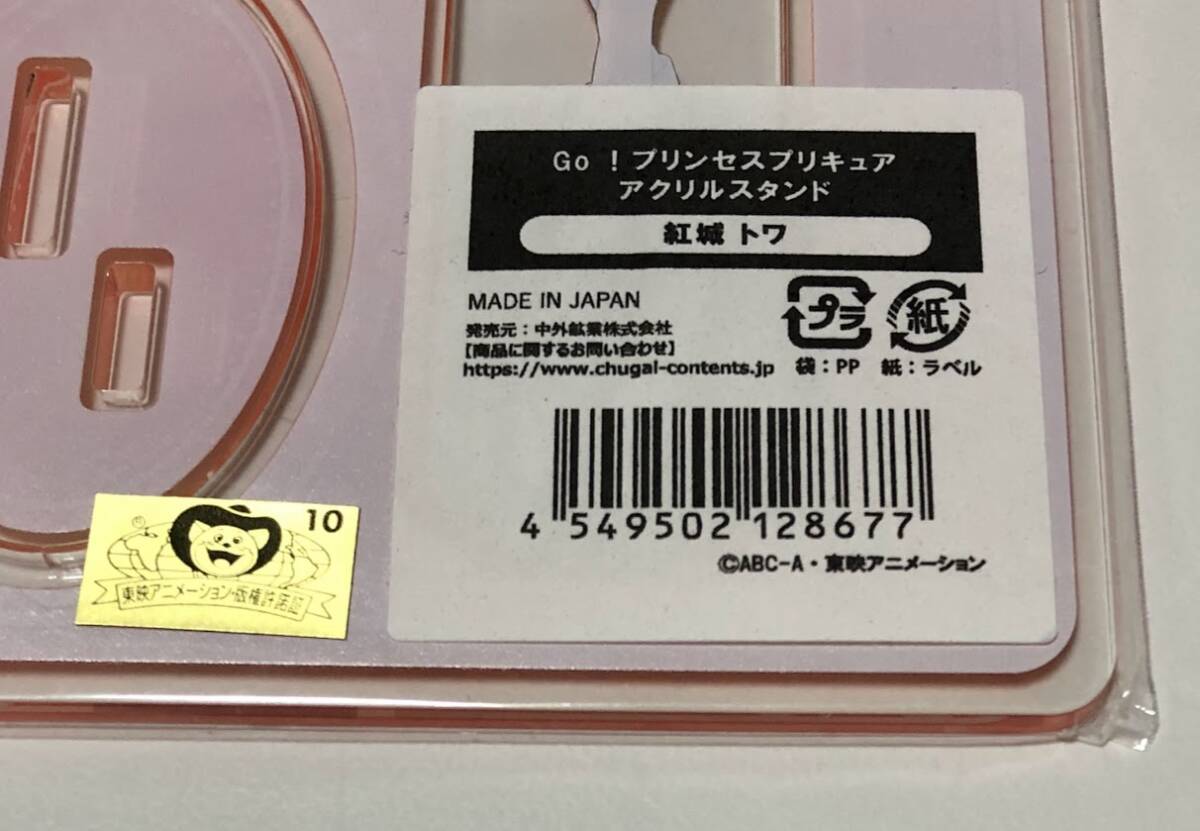 Go ! プリンセスプリキュア
アクリルスタンド
紅城 トワ
MADE IN JAPAN
発売元：中外鉱業株式会社
【商品に関するお問い合わせ】
https://www.chugai-contents.jp
プラ 紙
袋：PP 紙：ラベル
4 549502 128677
©ABC-A・東映アニメーション
10
東映アニメーション・版権許諾証